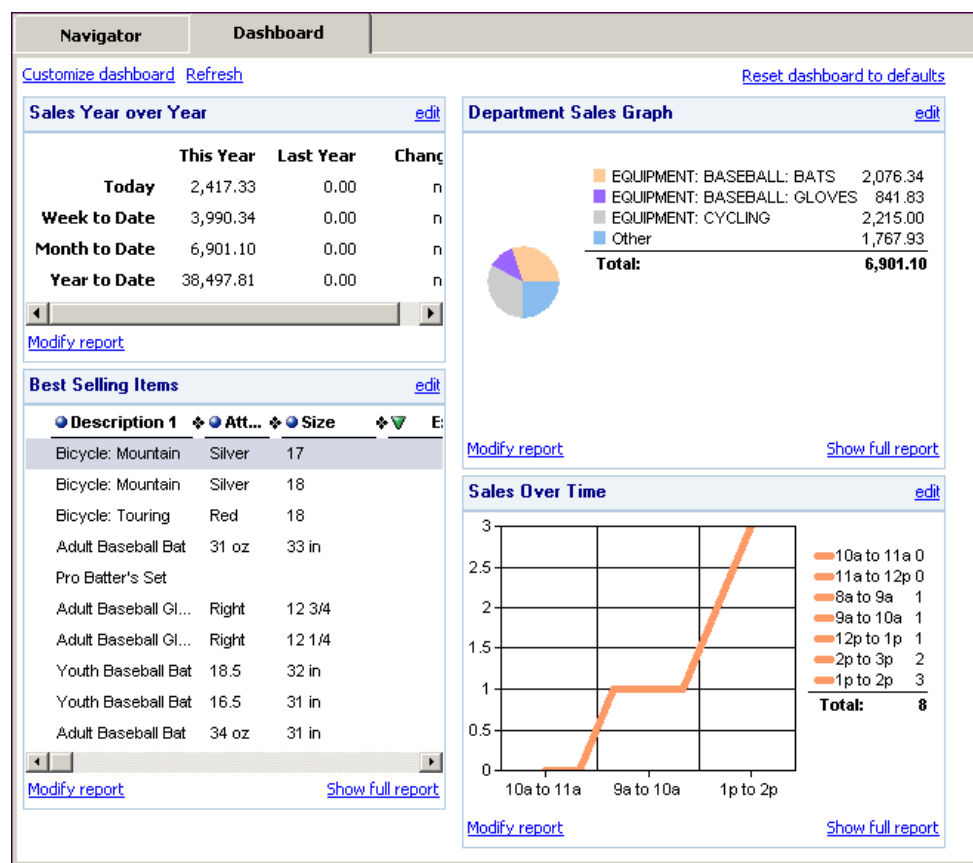 Navigator Dashboard
Customize dashboard Refresh Reset dashboard to defaults
Sales Year over Year edit
This Year Last Year Chang
Today 2,417.33 0.00 n
Week to Date 3,990.34 0.00 n
Month to Date 6,901.10 0.00 n
Year to Date 38,497.81 0.00 n
Modify report
Best Selling Items edit
Description 1 Att... Size E:
Bicycle: Mountain Silver 17
Bicycle: Mountain Silver 18
Bicycle: Touring Red 18
Adult Baseball Bat 31 oz 33 in
Pro Batter's Set
Adult Baseball Gl... Right 12 3/4
Adult Baseball Gl... Right 12 1/4
Youth Baseball Bat 18.5 32 in
Youth Baseball Bat 16.5 31 in
Adult Baseball Bat 34 oz 31 in
Modify report Show full report
Department Sales Graph edit
EQUIPMENT: BASEBALL: BATS 2,076.34
EQUIPMENT: BASEBALL: GLOVES 841.83
EQUIPMENT: CYCLING 2,215.00
Other 1,767.93
Total: 6,901.10
Modify report Show full report
Sales Over Time edit
3
2.5
2
1.5
1
0.5
0
10a to 11a 9a to 10a 1p to 2p
10a to 11a 0
11a to 12p 0
8a to 9a 1
9a to 10a 1
12p to 1p 1
2p to 3p 2
1p to 2p 3
Total: 8
Modify report Show full report